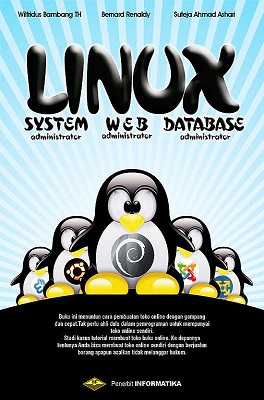 Wilfridus Bambang TH Bernard Renaldy Suteja Ahmad Ashari
LINUX
SYSTEM WEB DATABASE
administrator administrator administrator
Buku ini menuntun cara pembuatan toko online dengan gampang
dan cepat.Tak perlu ahli dulu dalam pemrograman untuk mempunyai
toko online sendiri.
Studi kasus tutorial membuat toko buku online. Ke depannya
tentunya Anda bisa membuat toko online sendiri dengan berjualan
barang apapun asalkan tidak melanggar hukum.
Penerbit INFORMATIKA